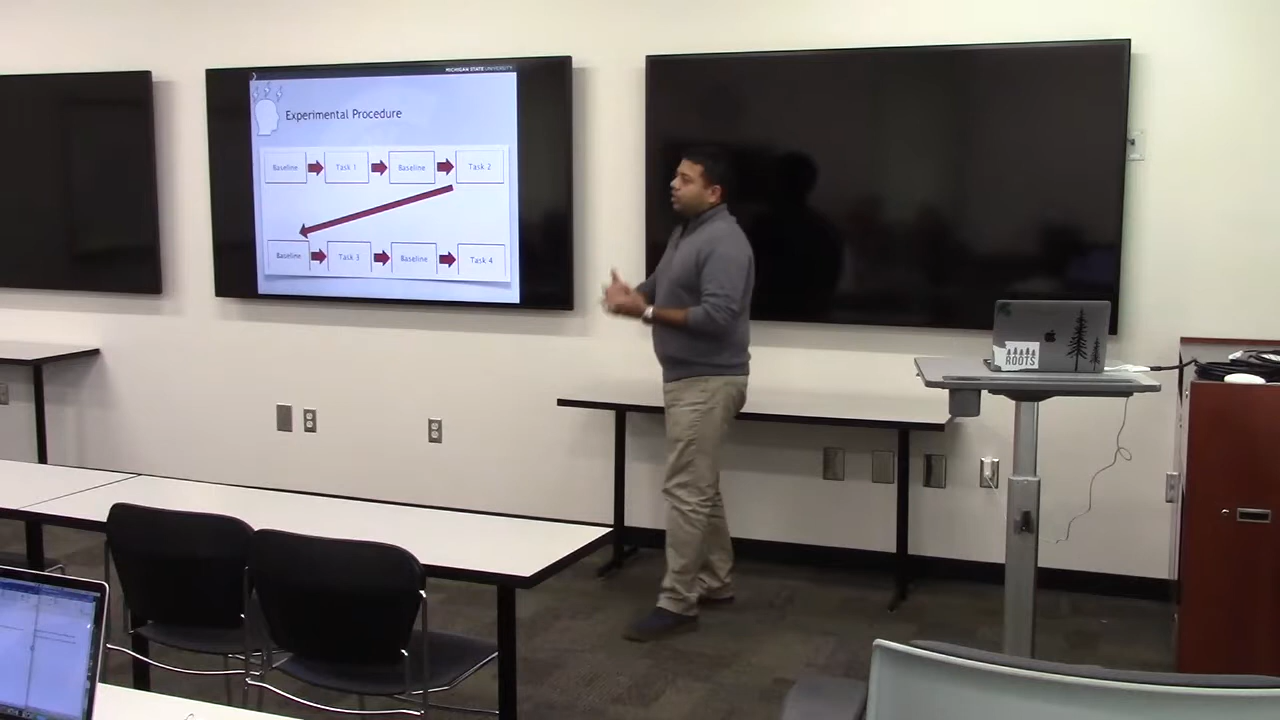 MICHIGAN STATE UNIVERSITY
Experimental Procedure
Baseline Task 1 Baseline Task 2
Baseline Task 3 Baseline Task 4
ROOTS